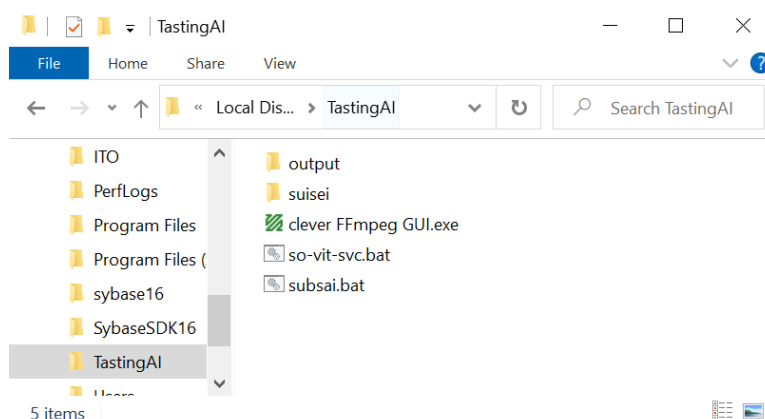 TastingAI
File Home Share View
?
« Local Dis... > TastingAI
Search TastingAI
ITO
PerfLogs
Program Files
Program Files (
sybase16
SybaseSDK16
TastingAI
output
suisei
clever FFmpeg GUI.exe
so-vit-svc.bat
subsai.bat
5 items